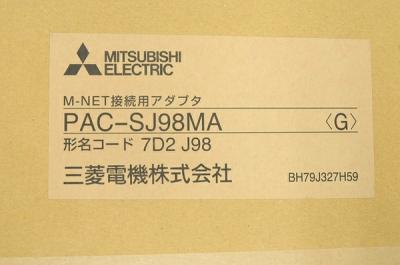 MITSUBISHI
ELECTRIC
M-NET接続用アダプタ
PAC-SJ98MA 〈G〉
形名コード 7D2 J98
三菱電機株式会社 BH79J327H59